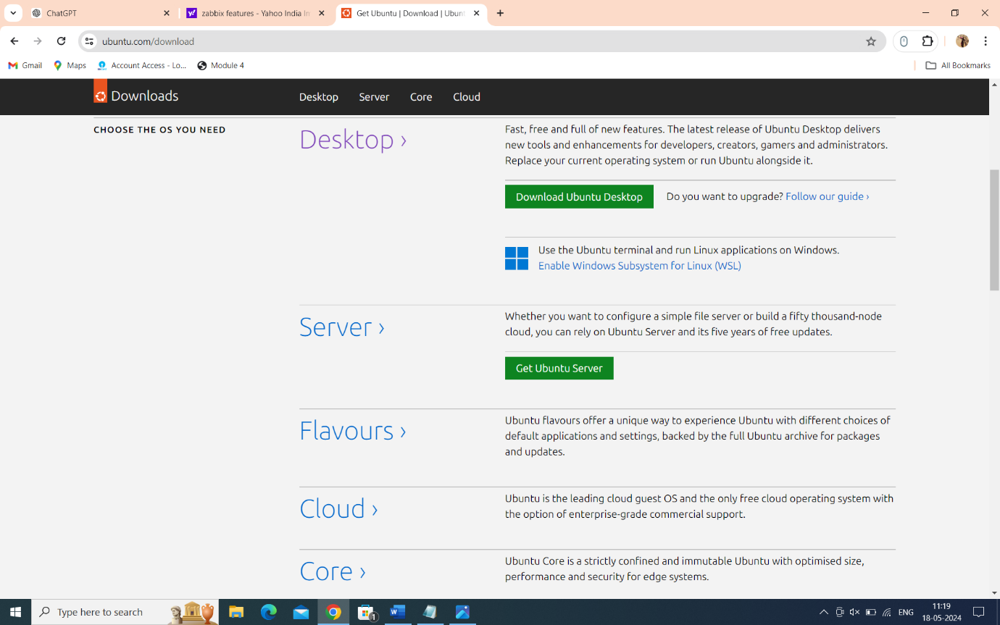 ChatGPT
zabbix features - Yahoo India In
Get Ubuntu | Download | Ubunt
ubuntu.com/download
Gmail
Maps
Account Access - Lo...
Module 4
All Bookmarks
Downloads
Desktop
Server
Core
Cloud
CHOOSE THE OS YOU NEED
Desktop ›
Fast, free and full of new features. The latest release of Ubuntu Desktop delivers
new tools and enhancements for developers, creators, gamers and administrators.
Replace your current operating system or run Ubuntu alongside it.
Download Ubuntu Desktop
Do you want to upgrade? Follow our guide ›
Use the Ubuntu terminal and run Linux applications on Windows.
Enable Windows Subsystem for Linux (WSL)
Server ›
Whether you want to configure a simple file server or build a fifty thousand-node
cloud, you can rely on Ubuntu Server and its five years of free updates.
Get Ubuntu Server
Flavours ›
Ubuntu flavours offer a unique way to experience Ubuntu with different choices of
default applications and settings, backed by the full Ubuntu archive for packages
and updates.
Cloud ›
Ubuntu is the leading cloud guest OS and the only free cloud operating system with
the option of enterprise-grade commercial support.
Core ›
Ubuntu Core is a strictly confined and immutable Ubuntu with optimised size,
performance and security for edge systems.
Type here to search
1
ENG
11:19
18-05-2024